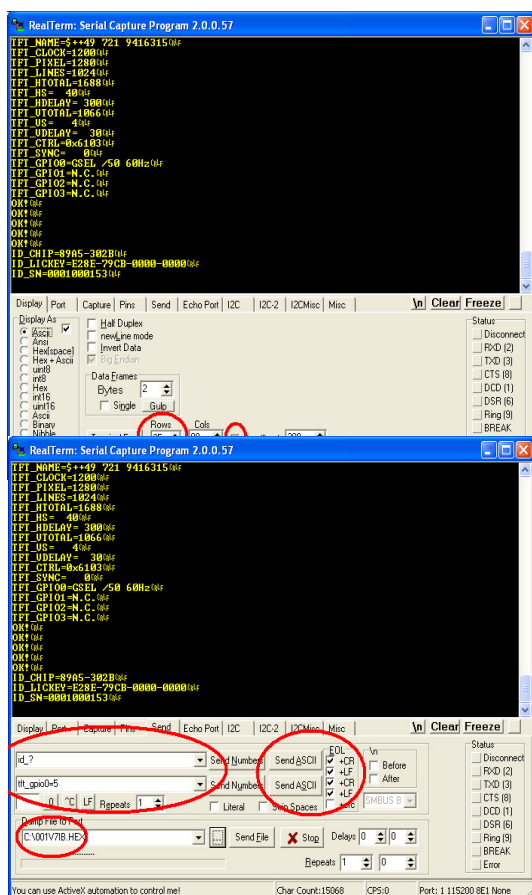 RealTerm: Serial Capture Program 2.0.0.57
TFT_NAME=$++49 721 9416315
TFT_CLOCK=1200
TFT_PIXEL=1280
TFT_LINES=1024
TFT_HTOTAL=1688
TFT_HS= 40
TFT_HDELAY= 300
TFT_VTOTAL=1066
TFT_VS= 4
TFT_VDELAY= 30
TFT_CTRL=0x6103
TFT_SYNC= 0
TFT_GPIO0=GSEL /50 60Hz
TFT_GPIO1=N.C.
TFT_GPIO2=N.C.
TFT_GPIO3=N.C.
OK!
OK!
OK!
OK!
OK!
ID_CHIP=89A5-302B
ID_LICKEY=E28E-79CB-0000-0000
ID_SN=0001000153
Display Port Capture Pins Send Echo Port I2C I2C-2 I2CMisc Misc \n Clear Freeze
Display As
Ascii
Ansi
Hex[space]
Hex + Ascii
uint8
int8
Hex
int16
uint16
Ascii
Binary
Nibble
Half Duplex
newLine mode
Invert Data
Big Endian
Data Frames
Bytes 2
Single Gulp
Rows Cols
Status
Disconnect
RXD (2)
TXD (3)
CTS (8)
DCD (1)
DSR (6)
Ring (9)
BREAK
RealTerm: Serial Capture Program 2.0.0.57
TFT_NAME=$++49 721 9416315
TFT_CLOCK=1200
TFT_PIXEL=1280
TFT_LINES=1024
TFT_HTOTAL=1688
TFT_HS= 40
TFT_HDELAY= 300
TFT_VTOTAL=1066
TFT_VS= 4
TFT_VDELAY= 30
TFT_CTRL=0x6103
TFT_SYNC= 0
TFT_GPIO0=GSEL /50 60Hz
TFT_GPIO1=N.C.
TFT_GPIO2=N.C.
TFT_GPIO3=N.C.
OK!
OK!
OK!
OK!
OK!
ID_CHIP=89A5-302B
ID_LICKEY=E28E-79CB-0000-0000
ID_SN=0001000153
Display Port Capture Pins Send Echo Port I2C I2C-2 I2CMisc Misc \n Clear Freeze
id_? Send Numbers Send ASCII
tft_gpio0=5 Send Numbers Send ASCII
EOL
+CR
+LF
+CR
+LF
+crc
\n
Before
After
0 ^C LF Repeats 1 Literal Strip Spaces SMBUS 8
Dump File to Port
C:\001V7IB.HEX ... Send File Stop Delays 0 0
Repeats 1 0
Status
Disconnect
RXD (2)
TXD (3)
CTS (8)
DCD (1)
DSR (6)
Ring (9)
BREAK
Error
You can use ActiveX automation to control me! Char Count:15068 CPS:0 Port: 1 115200 8E1 None